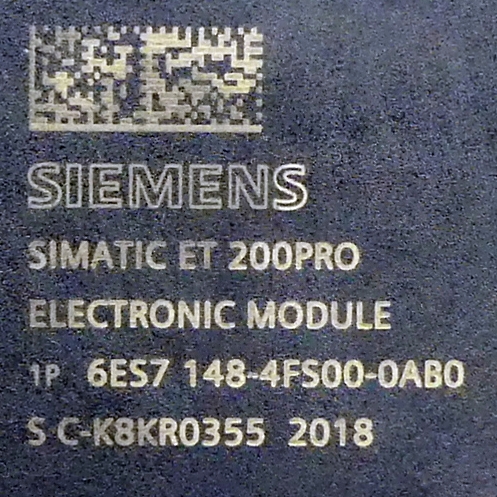 SIEMENS
SIMATIC ET 200PRO
ELECTRONIC MODULE
1P 6ES7 148-4FS00-0AB0
S C-K8KR0355 2018